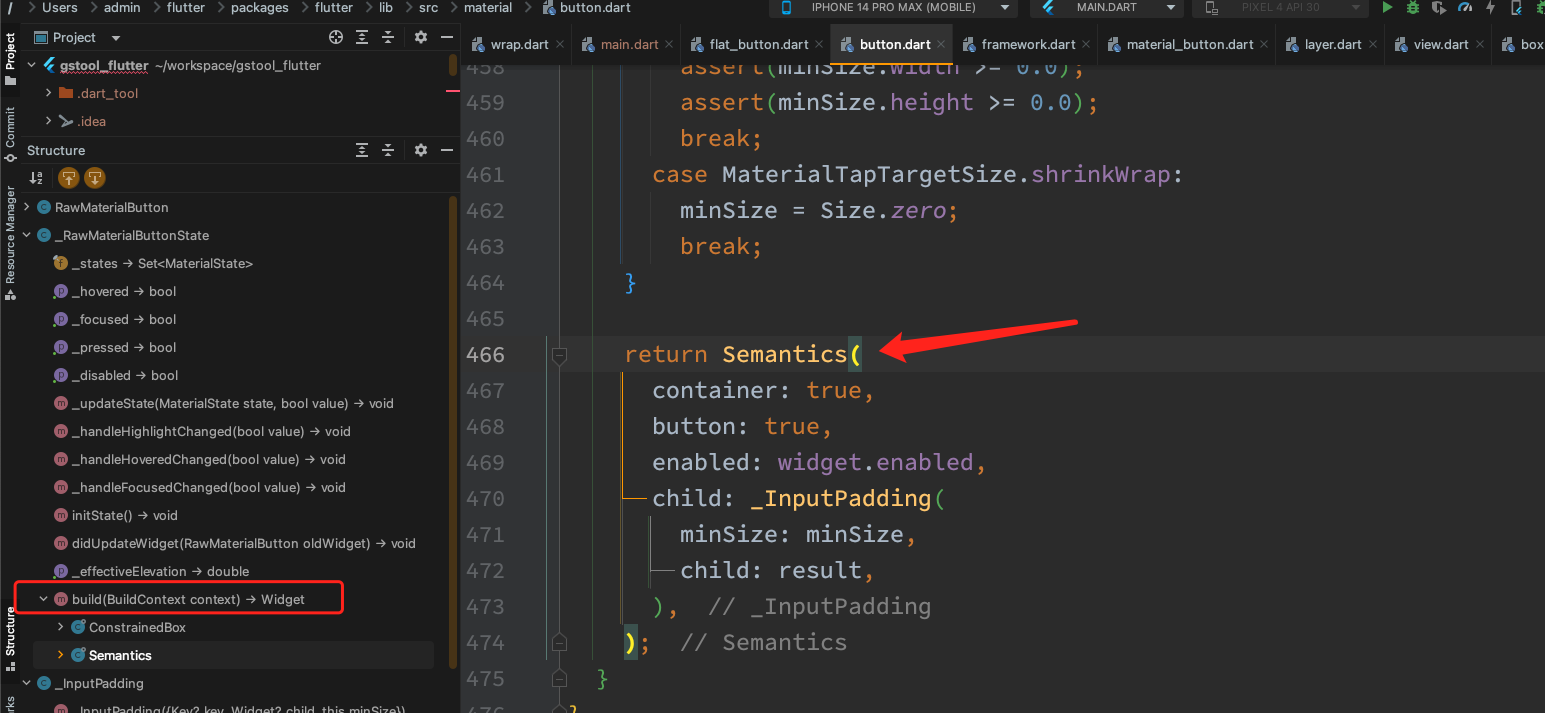 / Users admin flutter packages flutter lib src material button.dart
IPHONE 14 PRO MAX (MOBILE) MAIN.DART PIXEL 4 API 30
Project
wrap.dart main.dart flat_button.dart button.dart framework.dart material_button.dart layer.dart view.dart box
gstool_flutter ~/workspace/gstool_flutter
.dart_tool
.idea
Structure
RawMaterialButton
_RawMaterialButtonState
_states → Set<MaterialState>
_hovered → bool
_focused → bool
_pressed → bool
_disabled → bool
_updateState(MaterialState state, bool value) → void
_handleHighlightChanged(bool value) → void
_handleHoveredChanged(bool value) → void
_handleFocusedChanged(bool value) → void
initState() → void
didUpdateWidget(RawMaterialButton oldWidget) → void
_effectiveElevation → double
build(BuildContext context) → Widget
ConstrainedBox
Semantics
_InputPadding
_InputPadding({Key? key, Widget? child, this.minSize})
Project
Commit
Resource Manager
Structure
458 assert(minSize.width >= 0.0);
459 assert(minSize.height >= 0.0);
460 break;
461 case MaterialTapTargetSize.shrinkWrap:
462 minSize = Size.zero;
463 break;
464 }
465
466 return Semantics(
467 container: true,
468 button: true,
469 enabled: widget.enabled,
470 child: _InputPadding(
471 minSize: minSize,
472 child: result,
473 ), // _InputPadding
474 ); // Semantics
475 }
476 }